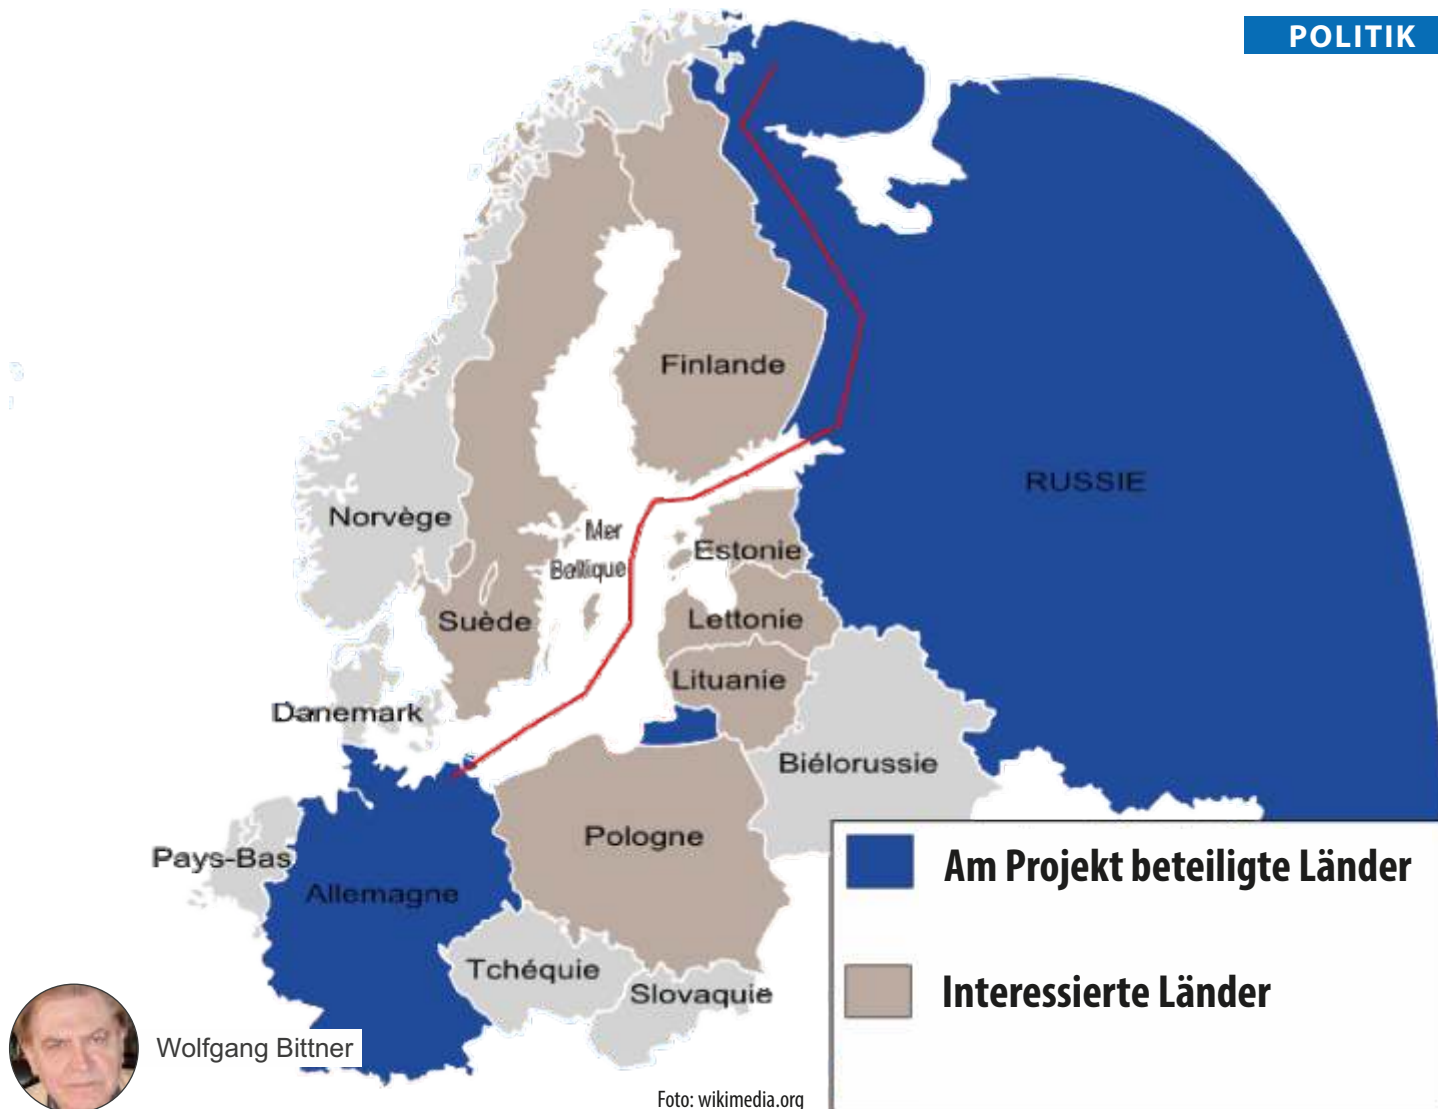 POLITIK
Finlande
RUSSIE
Norvège
Mer
Baltique
Estonie
Suède
Lettonie
Lituanie
Danemark
Biélorussie
Pologne
Pays-Bas
Allemagne
Am Projekt beteiligte Länder
Tchéquie
Slovaquie
Interessierte Länder
Wolfgang Bittner
Foto: wikimedia.org